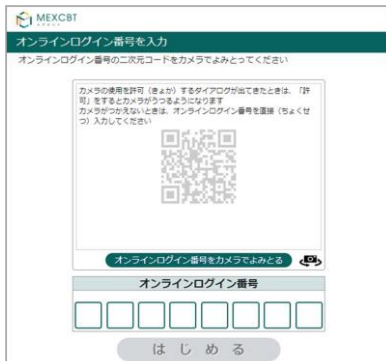 MEXCBT
メクビット
オンラインログイン番号を入力
オンラインログイン番号の二次元コードをカメラでよみとってください
カメラの使用を許可（きょか）するダイアログが出てきたときは、「許
可」をするとカメラがうつるようになります
カメラがつかえないときは、オンラインログイン番号を直接（ちょくせ
つ）入力してください
オンラインログイン番号をカメラでよみとる
オンラインログイン番号
はじめる